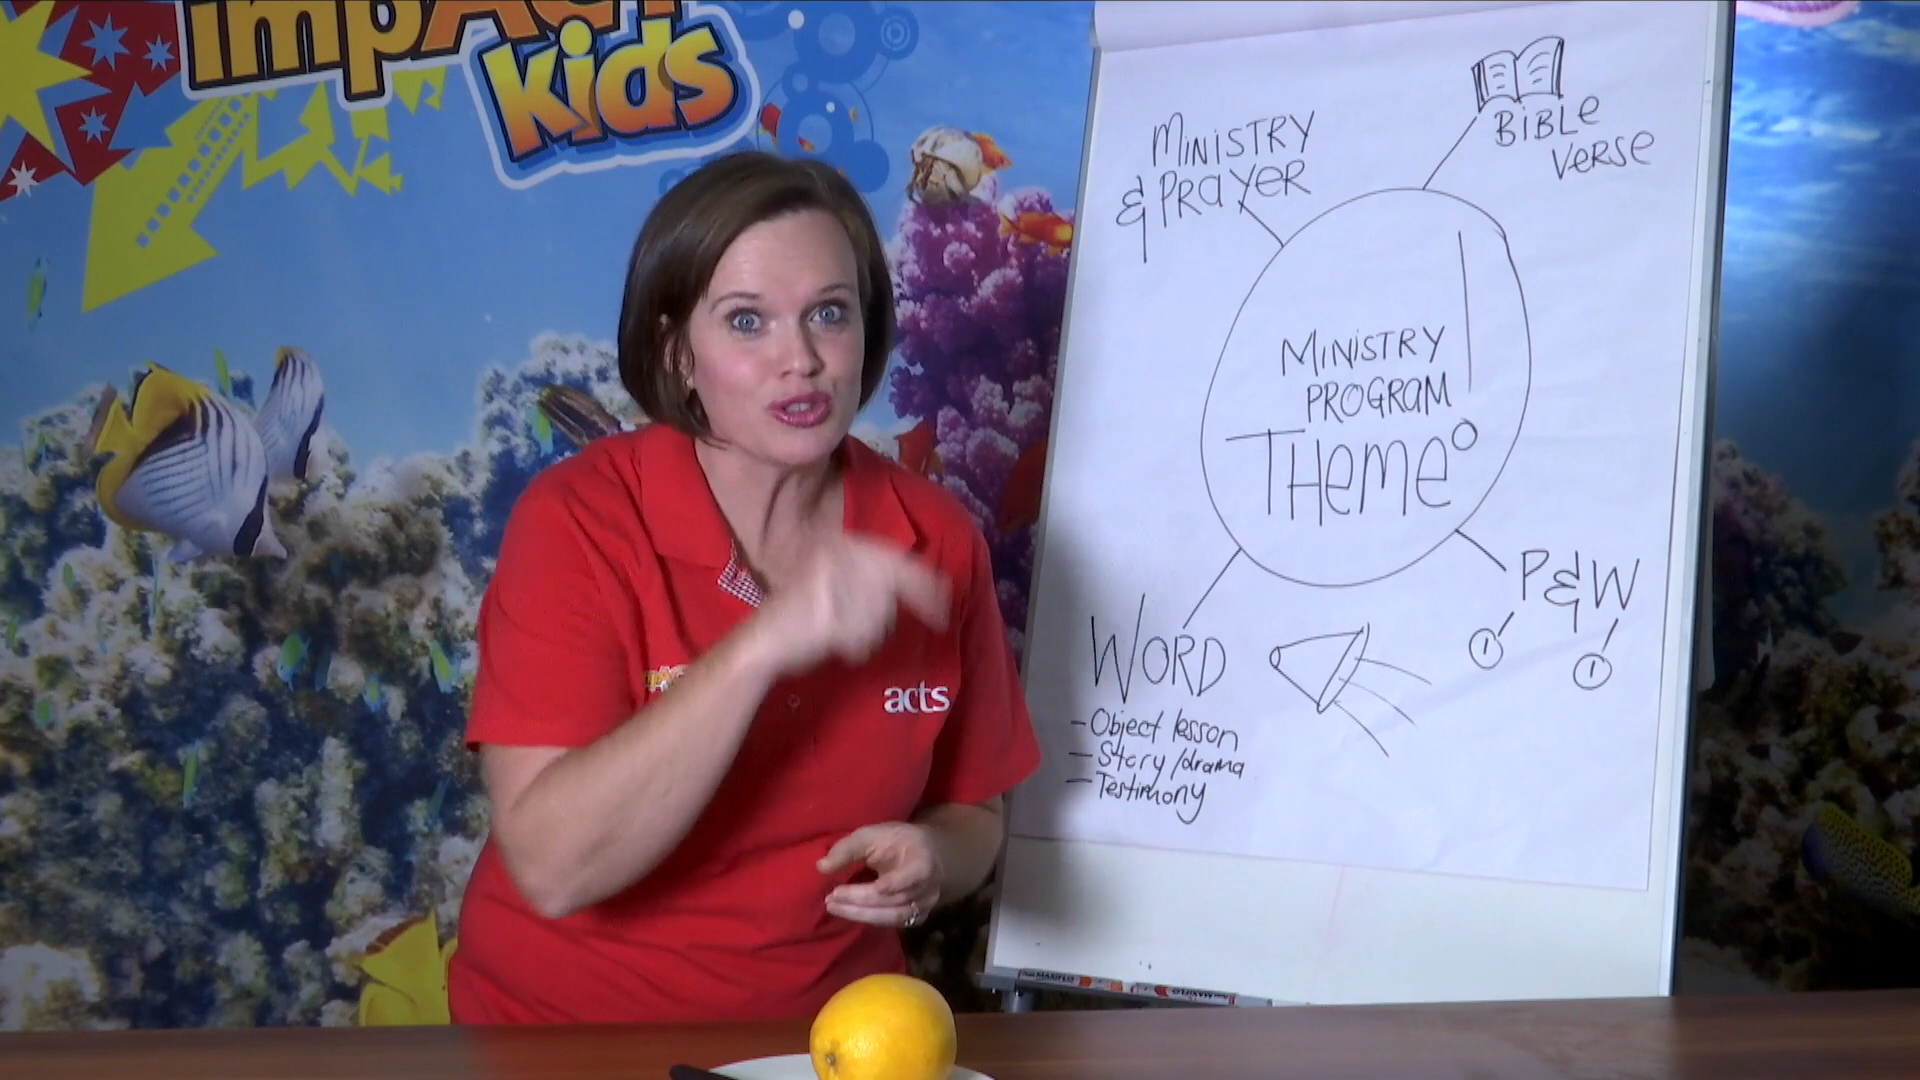 impACT
kids
MINISTRY
& PRAYER
BIBLE
VERSE
MINISTRY
PROGRAM
THEME
P&W
WORD
- Object lesson
- Story/drama
- Testimony
acts